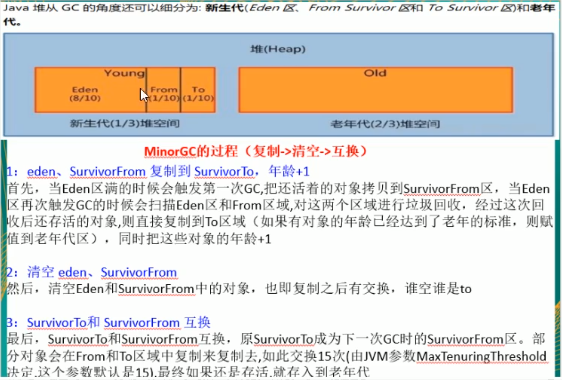 Java 堆从 GC 的角度还可以细分为: 新生代(Eden 区、From Survivor 区和 To Survivor 区)和老年
代。
堆(Heap)
Young
Old
Eden
(8/10)
From
(1/10)
To
(1/10)
新生代(1/3)堆空间
老年代(2/3)堆空间
MinorGC的过程（复制->清空->互换）
1：eden、SurvivorFrom 复制到 SurvivorTo，年龄+1
首先，当Eden区满的时候会触发第一次GC,把还活着的对象拷贝到SurvivorFrom区，当Eden
区再次触发GC的时候会扫描Eden区和From区域,对这两个区域进行垃圾回收，经过这次回
收后还存活的对象,则直接复制到To区域（如果有对象的年龄已经达到了老年的标准，则赋
值到老年代区），同时把这些对象的年龄+1
2：清空 eden、SurvivorFrom
然后，清空Eden和SurvivorFrom中的对象，也即复制之后有交换，谁空谁是to
3：SurvivorTo和 SurvivorFrom 互换
最后，SurvivorTo和SurvivorFrom互换，原SurvivorTo成为下一次GC时的SurvivorFrom区。部
分对象会在From和To区域中复制来复制去,如此交换15次(由JVM参数MaxTenuringThreshold
决定,这个参数默认是15),最终如果还是存活,就存入到老年代